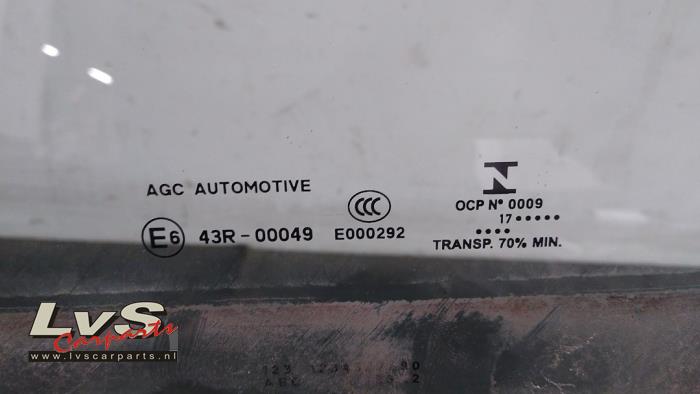 AGC AUTOMOTIVE
E6 43R-00049
CCC
E000292
N
OCP Nº 0009
17 •••••
••••
TRANSP. 70% MIN.
LvS
Carparts
www.lvscarparts.nl